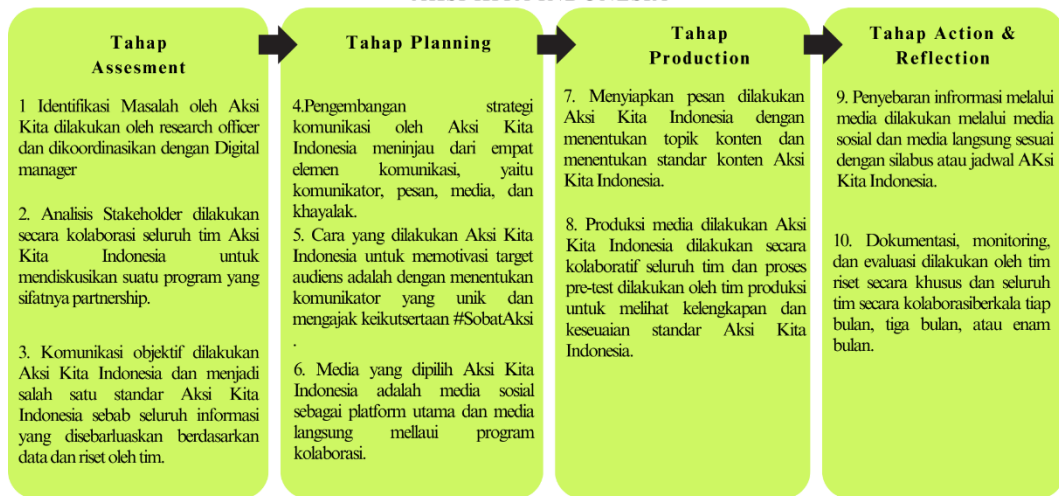 Tahap
Assesment
1 Identifikasi Masalah oleh Aksi
Kita dilakukan oleh research officer
dan dikoordinasikan dengan Digital
manager
2. Analisis Stakeholder dilakukan
secara kolaborasi seluruh tim Aksi
Kita Indonesia untuk
mendiskusikan suatu program yang
sifatnya partnership.
3. Komunikasi objektif dilakukan
Aksi Kita Indonesia dan menjadi
salah satu standar Aksi Kita
Indonesia sebab seluruh informasi
yang disebarluaskan berdasarkan
data dan riset oleh tim.
Tahap Planning
4.Pengembangan strategi
komunikasi oleh Aksi Kita
Indonesia meninjau dari empat
elemen komunikasi, yaitu
komunikator, pesan, media, dan
khayalak.
5. Cara yang dilakukan Aksi Kita
Indonesia untuk memotivasi target
audiens adalah dengan menentukan
komunikator yang unik dan
mengajak keikutsertaan #SobatAksi
.
6. Media yang dipilih Aksi Kita
Indonesia adalah media sosial
sebagai platform utama dan media
langsung mellaui program
kolaborasi.
Tahap
Production
7. Menyiapkan pesan dilakukan
Aksi Kita Indonesia dengan
menentukan topik konten dan
menentukan standar konten Aksi
Kita Indonesia.
8. Produksi media dilakukan Aksi
Kita Indonesia dilakukan secara
kolaboratif seluruh tim dan proses
pre-test dilakukan oleh tim produksi
untuk melihat kelengkapan dan
keseuaian standar Aksi Kita
Indonesia.
Tahap Action &
Reflection
9. Penyebaran infrormasi melalui
media dilakukan melalui media
sosial dan media langsung sesuai
dengan silabus atau jadwal AKsi
Kita Indonesia.
10. Dokumentasi, monitoring,
dan evaluasi dilakukan oleh tim
riset secara khusus dan seluruh
tim secara kolaborasiberkala tiap
bulan, tiga bulan, atau enam
bulan.